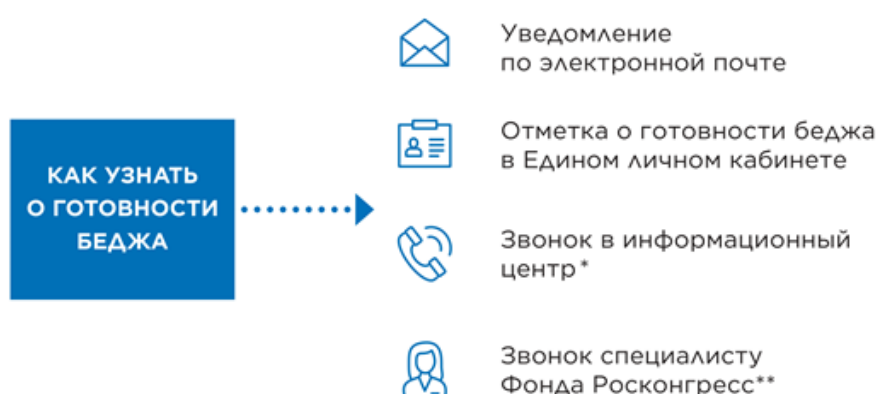 КАК УЗНАТЬ
О ГОТОВНОСТИ
БЕДЖА
Уведомление
по электронной почте
Отметка о готовности беджа
в Едином личном кабинете
Звонок в информационный
центр*
Звонок специалисту
Фонда Росконгресс**